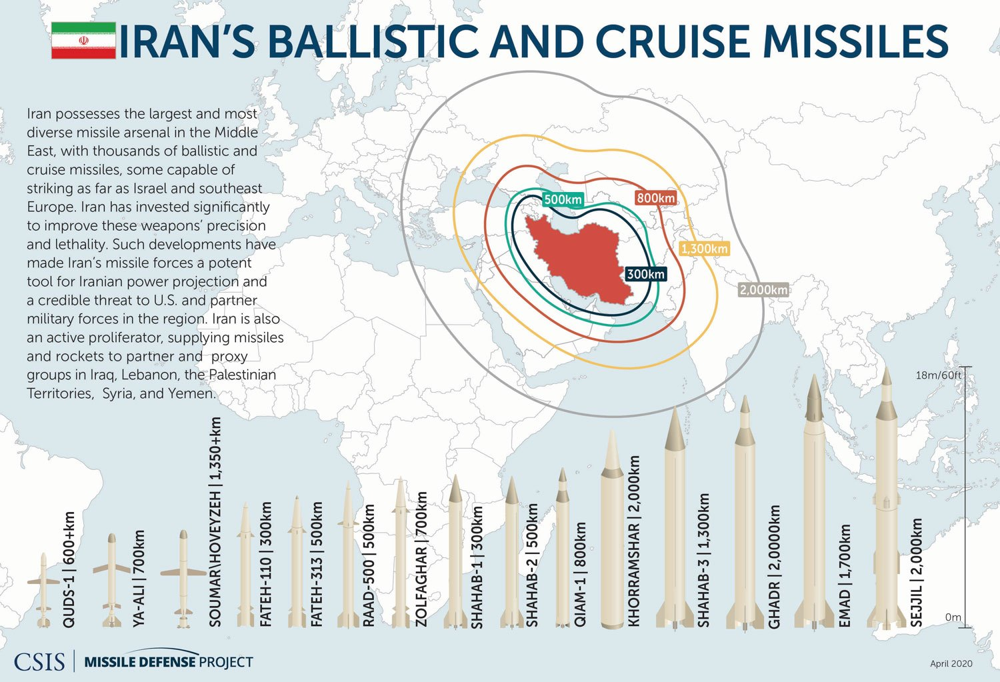 IRAN'S BALLISTIC AND CRUISE MISSILES
Iran possesses the largest and most
diverse missile arsenal in the Middle
East, with thousands of ballistic and
cruise missiles, some capable of
striking as far as Israel and southeast
Europe. Iran has invested significantly
to improve these weapons' precision
and lethality. Such developments have
made Iran's missile forces a potent
tool for Iranian power projection and
a credible threat to U.S. and partner
military forces in the region. Iran is also
an active proliferator, supplying missiles
and rockets to partner and proxy
groups in Iraq, Lebanon, the Palestinian
Territories, Syria, and Yemen.
500km
800km
1,300km
300km
2,000km
18m/60ft
0m
QUDS-1 | 600+km
YA-ALI | 700km
SOUMAR\HOVEYZEH | 1,350+km
FATEH-110 | 300km
FATEH-313 | 500km
RAAD-500 | 500km
ZOLFAGHAR | 700km
SHAHAB-1 | 300km
SHAHAB-2 | 500km
QIAM-1 | 800km
KHORRAMSHAR | 2,000km
SHAHAB-3 | 1,300km
GHADR | 2,000km
EMAD | 1,700km
SEJJIL | 2,000km
CSIS | MISSILE DEFENSE PROJECT
April 2020